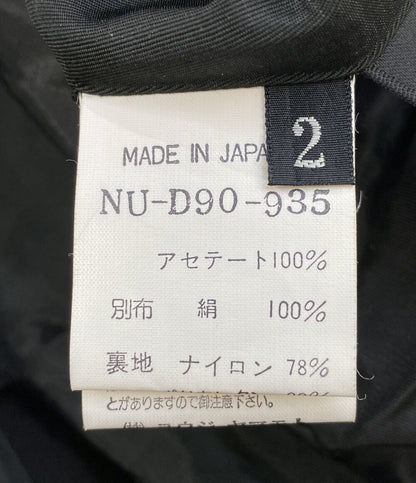 2
MADE IN JAPA
NU-D90-935
アセテート100%
別布 絹 100%
裏地 ナイロン 78%
とがありますので御注意下さい。